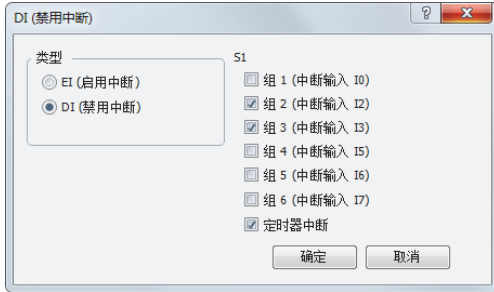 DI (禁用中断)
类型
EI (启用中断)
DI (禁用中断)
S1
组 1 (中断输入 I0)
组 2 (中断输入 I2)
组 3 (中断输入 I3)
组 4 (中断输入 I5)
组 5 (中断输入 I6)
组 6 (中断输入 I7)
定时器中断
确定
取消